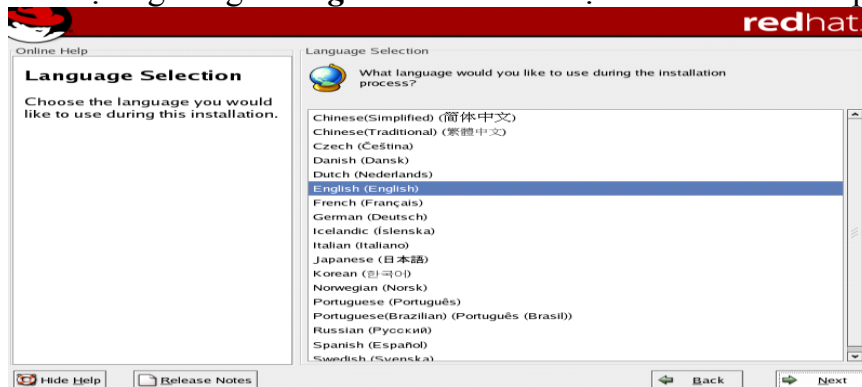 redhat.
Online Help
Language Selection
Choose the language you would
like to use during this installation.
Language Selection
What language would you like to use during the installation
process?
Chinese(Simplified) (简体中文)
Chinese(Traditional) (繁體中文)
Czech (Čeština)
Danish (Dansk)
Dutch (Nederlands)
English (English)
French (Français)
German (Deutsch)
Icelandic (Íslenska)
Italian (Italiano)
Japanese (日本語)
Korean (한국어)
Norwegian (Norsk)
Portuguese (Português)
Portuguese(Brazilian) (Português (Brasil))
Russian (Русский)
Spanish (Español)
Swedish (Svenska)
Hide Help
Release Notes
Back
Next